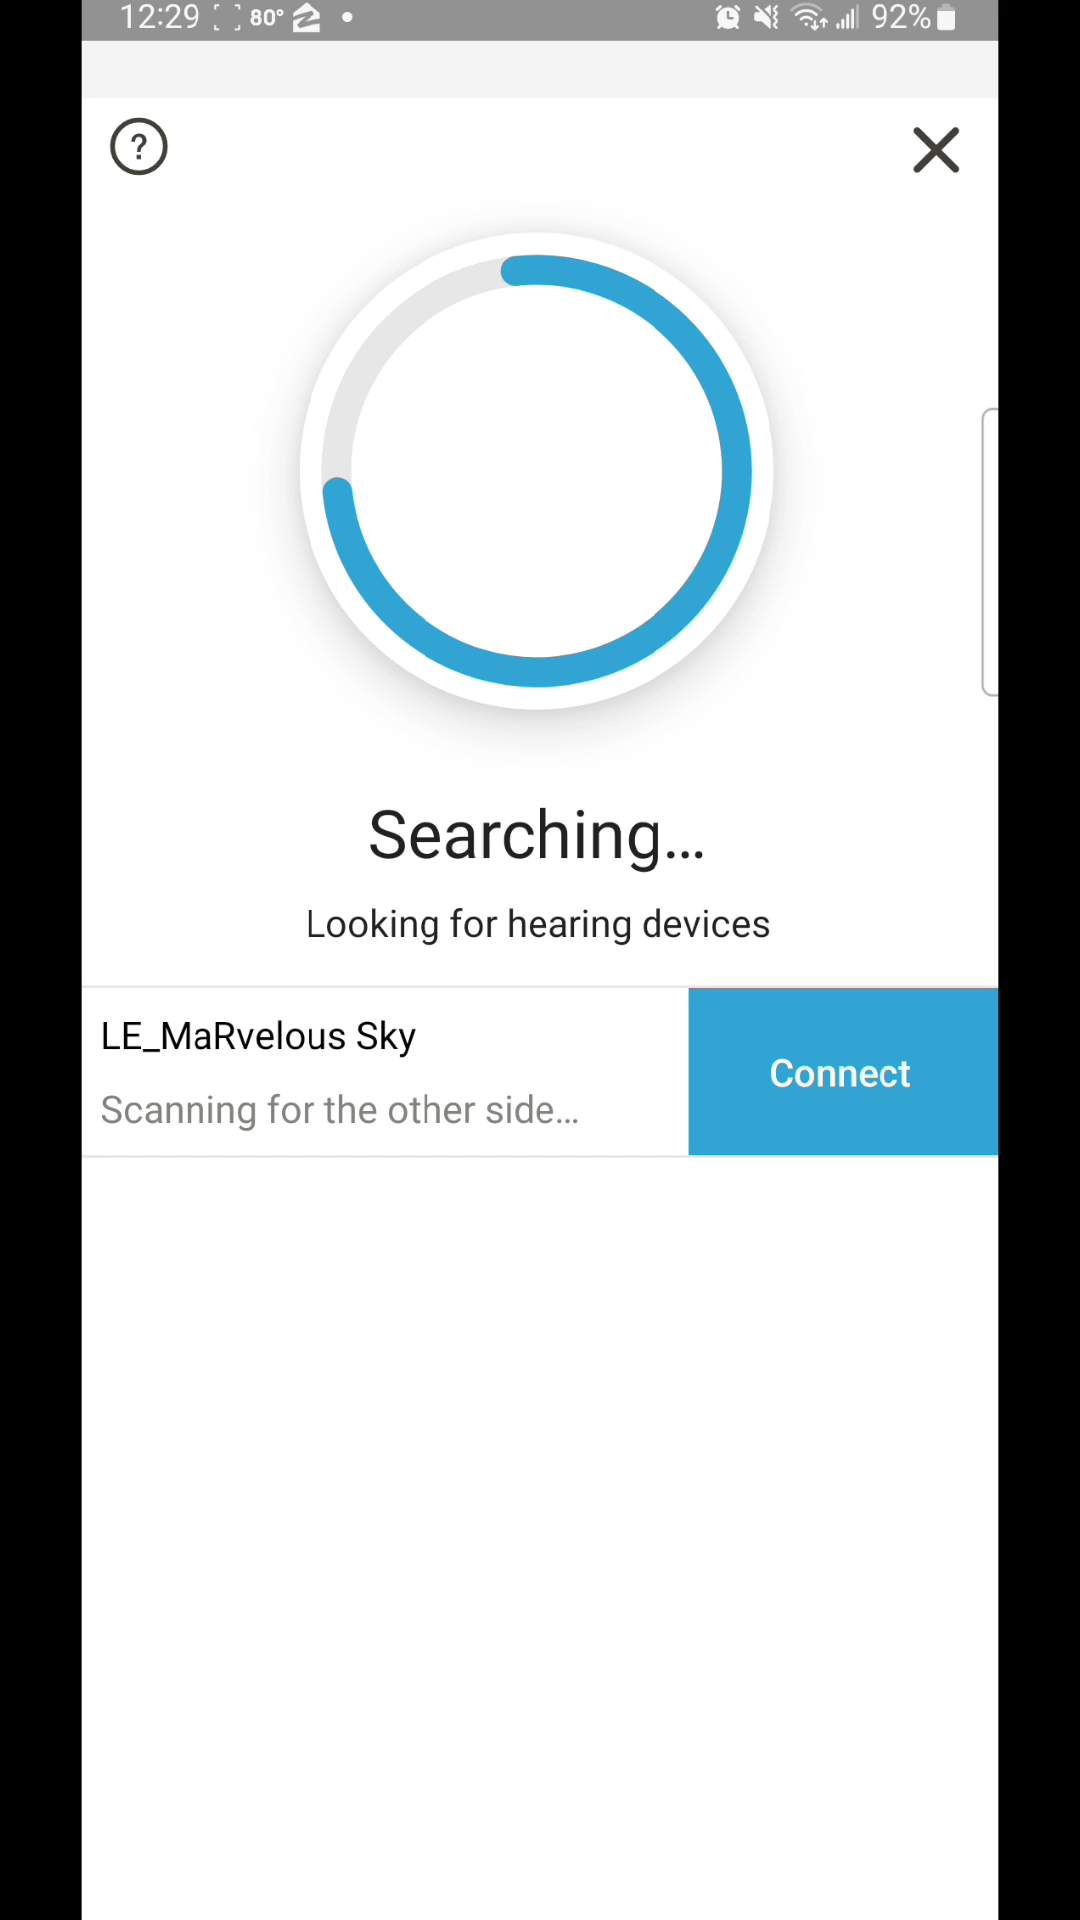 12:29 80° 92%
?
Searching...
Looking for hearing devices
LE_MaRvelous Sky
Connect
Scanning for the other side...